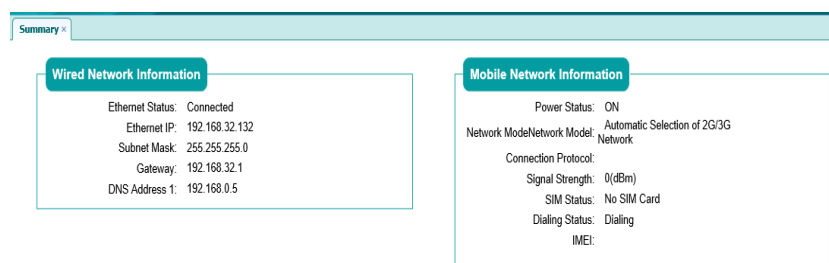 Summary ×
Wired Network Information
Ethernet Status: Connected
Ethernet IP: 192.168.32.132
Subnet Mask: 255.255.255.0
Gateway: 192.168.32.1
DNS Address 1: 192.168.0.5
Mobile Network Information
Power Status: ON
Network ModeNetwork Model: Automatic Selection of 2G/3G
Network
Connection Protocol:
Signal Strength: 0(dBm)
SIM Status: No SIM Card
Dialing Status: Dialing
IMEI: